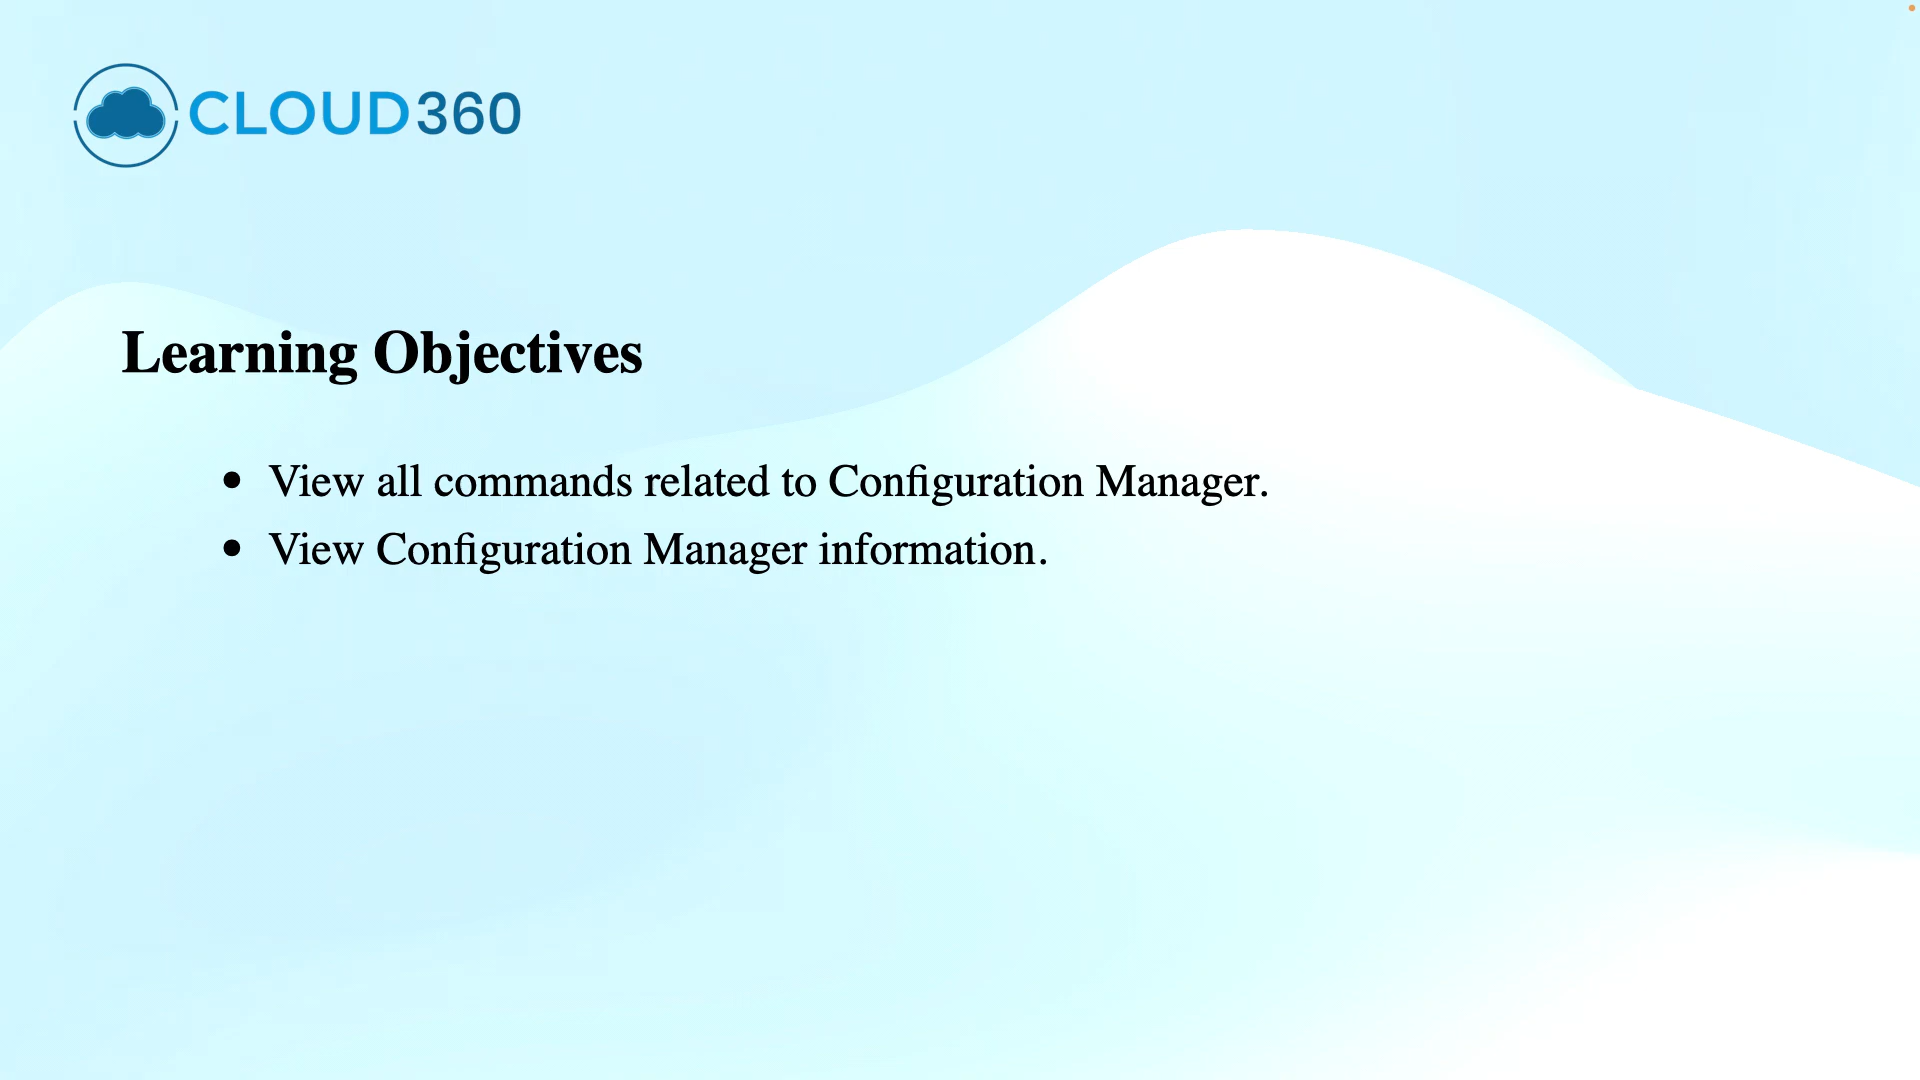 CLOUD360
Learning Objectives
• View all commands related to Configuration Manager.
• View Configuration Manager information.